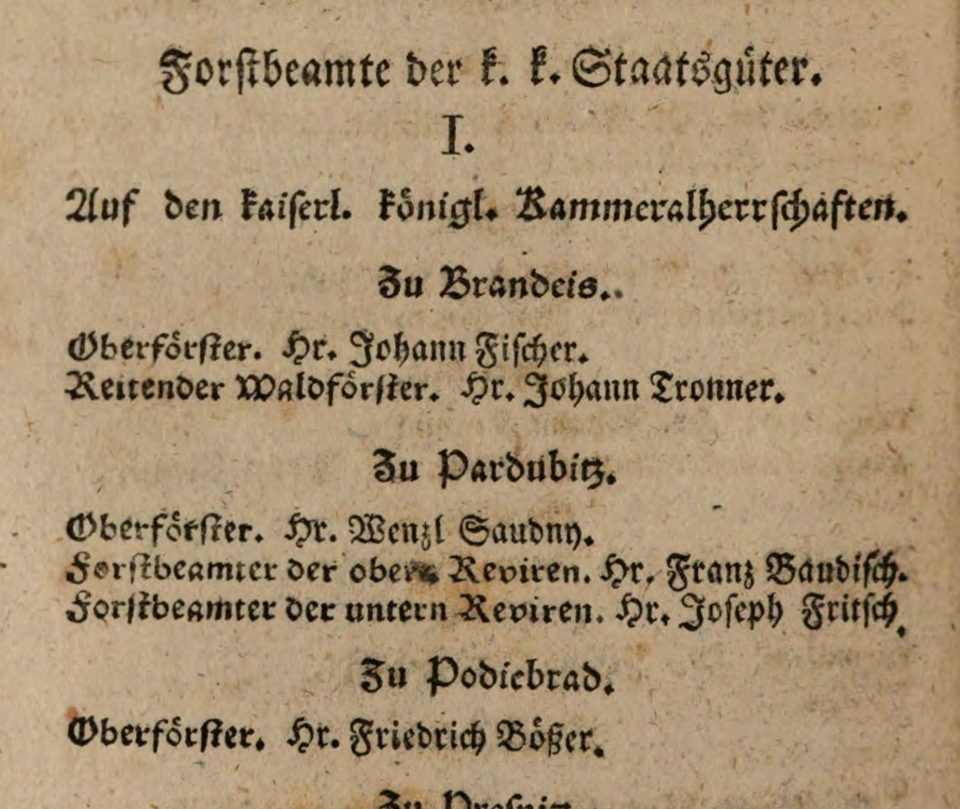 Forstbeamte der k. k. Staatsgüter.
I.
Auf den kaiserl. königl. Kammeralherrschaften.
Zu Brandeis.
Oberförster. Hr. Johann Fischer.
Reitender Waldförster. Hr. Johann Tronner.
Zu Pardubitz.
Oberförster. Hr. Wenzl Saudny.
Forstbeamter der obern Reviren. Hr. Franz Baudisch.
Forstbeamter der untern Reviren. Hr. Joseph Fritsch.
Zu Podiebrad.
Oberförster. Hr. Friedrich Bößer.
Zu